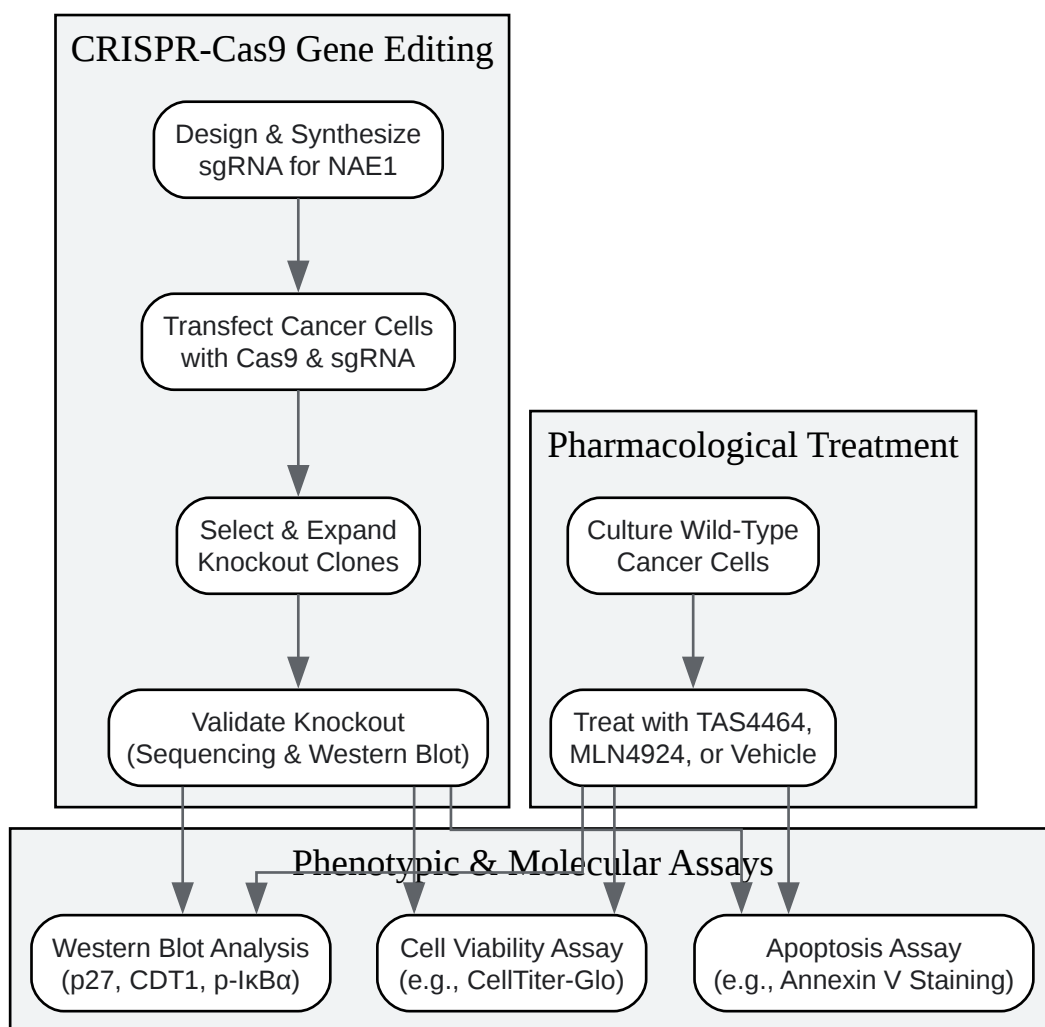 CRISPR-Cas9 Gene Editing
Design & Synthesize
sgRNA for NAE1
Transfect Cancer Cells
with Cas9 & sgRNA
Select & Expand
Knockout Clones
Validate Knockout
(Sequencing & Western Blot)
Pharmacological Treatment
Culture Wild-Type
Cancer Cells
Treat with TAS4464,
MLN4924, or Vehicle
Phenotypic & Molecular Assays
Western Blot Analysis
(p27, CDT1, p-IκBα)
Cell Viability Assay
(e.g., CellTiter-Glo)
Apoptosis Assay
(e.g., Annexin V Staining)